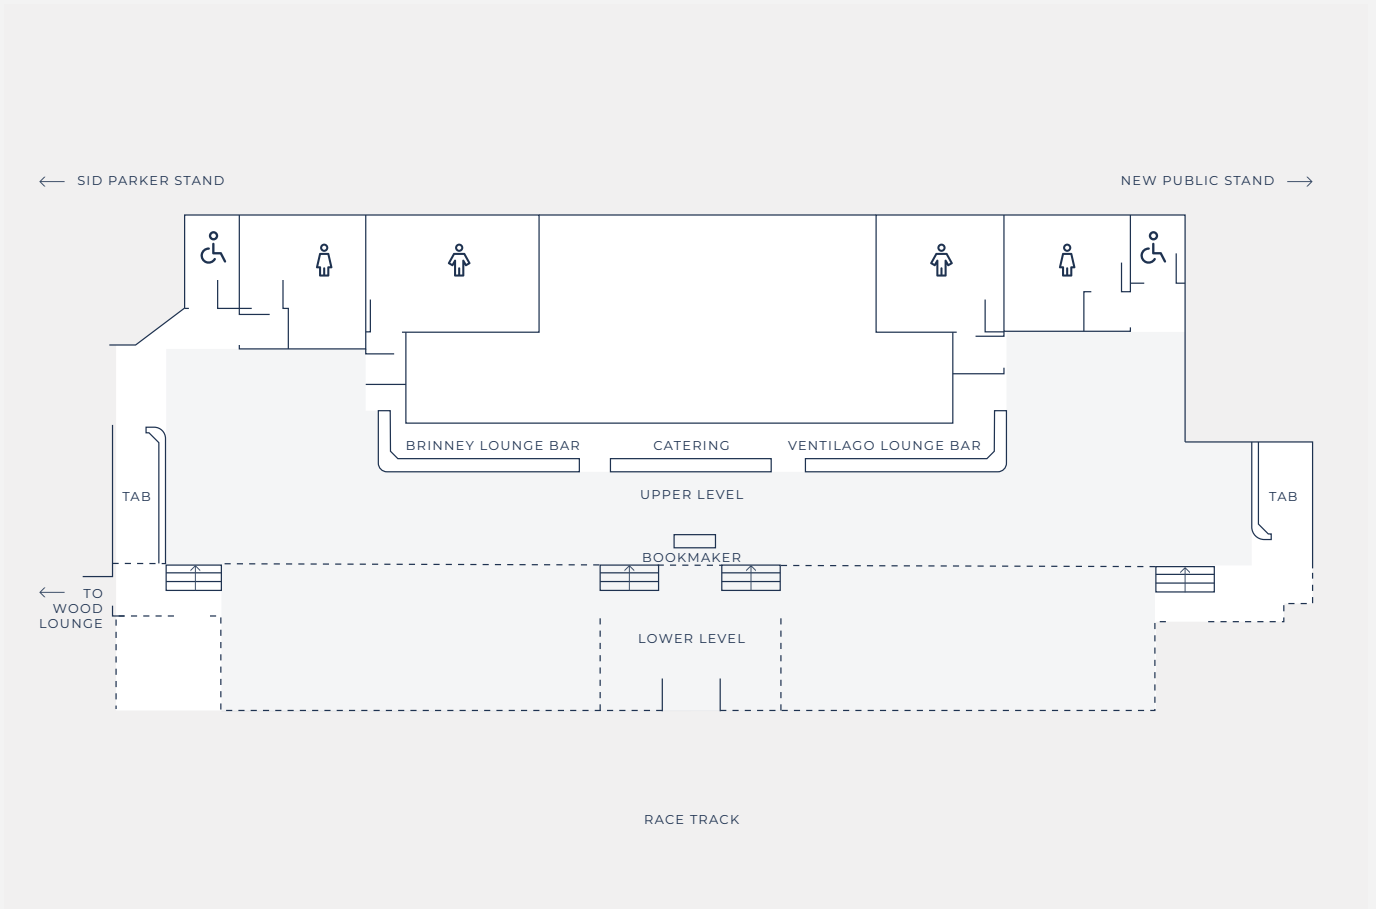 SID PARKER STAND
NEW PUBLIC STAND
BRINNEY LOUNGE BAR
CATERING
VENTILAGO LOUNGE BAR
TAB
UPPER LEVEL
TAB
BOOKMAKER
TO
WOOD
LOUNGE
LOWER LEVEL
RACE TRACK